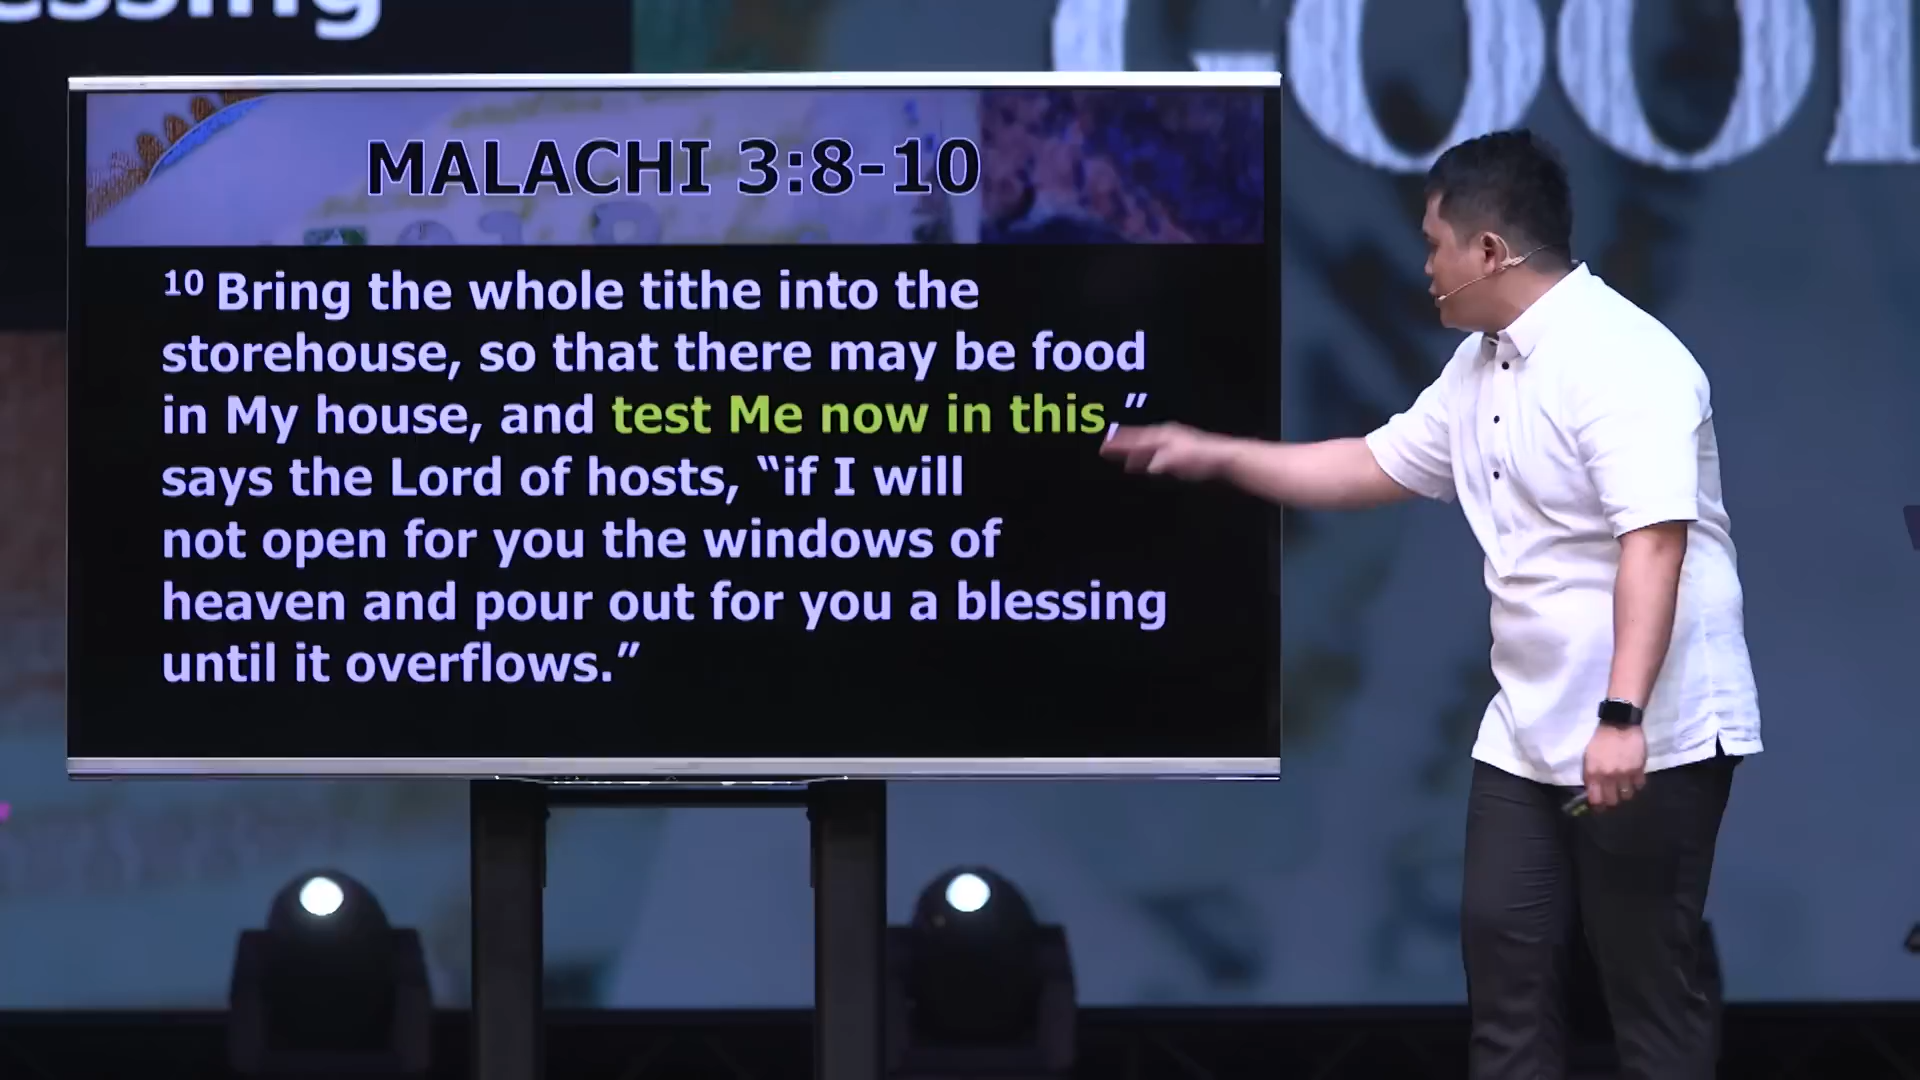 MALACHI 3:8-10
10 Bring the whole tithe into the
storehouse, so that there may be food
in My house, and test Me now in this,”
says the Lord of hosts, “if I will
not open for you the windows of
heaven and pour out for you a blessing
until it overflows.”